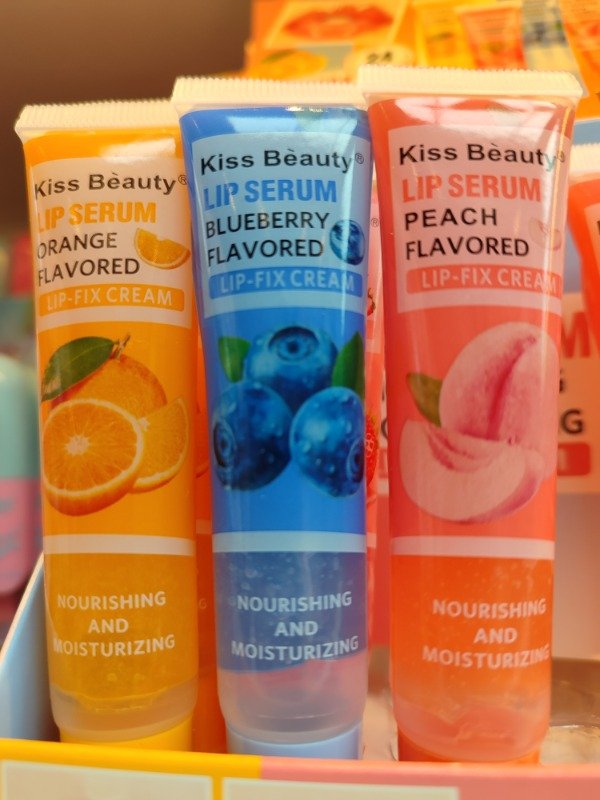 Kiss Bèauty®
LIP SERUM
ORANGE
FLAVORED
LIP-FIX CREAM
NOURISHING
AND
MOISTURIZING
Kiss Bèauty®
LIP SERUM
BLUEBERRY
FLAVORED
LIP-FIX CREAM
NOURISHING
AND
MOISTURIZING
Kiss Bèauty®
LIP SERUM
PEACH
FLAVORED
LIP-FIX CREAM
NOURISHING
AND
MOISTURIZING